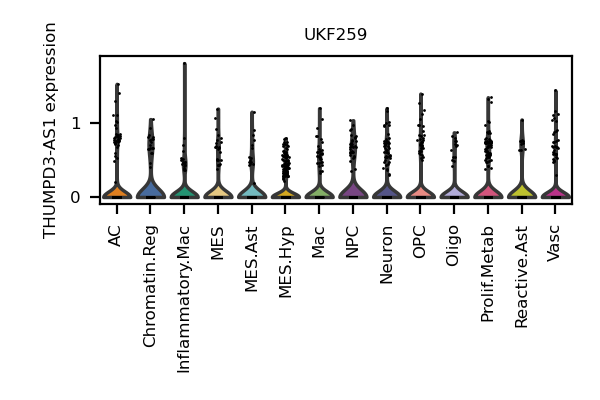 UKF259
THUMPD3-AS1 expression
1
0
AC
Chromatin.Reg
Inflammatory.Mac
MES
MES.Ast
MES.Hyp
Mac
NPC
Neuron
OPC
Oligo
Prolif.Metab
Reactive.Ast
Vasc